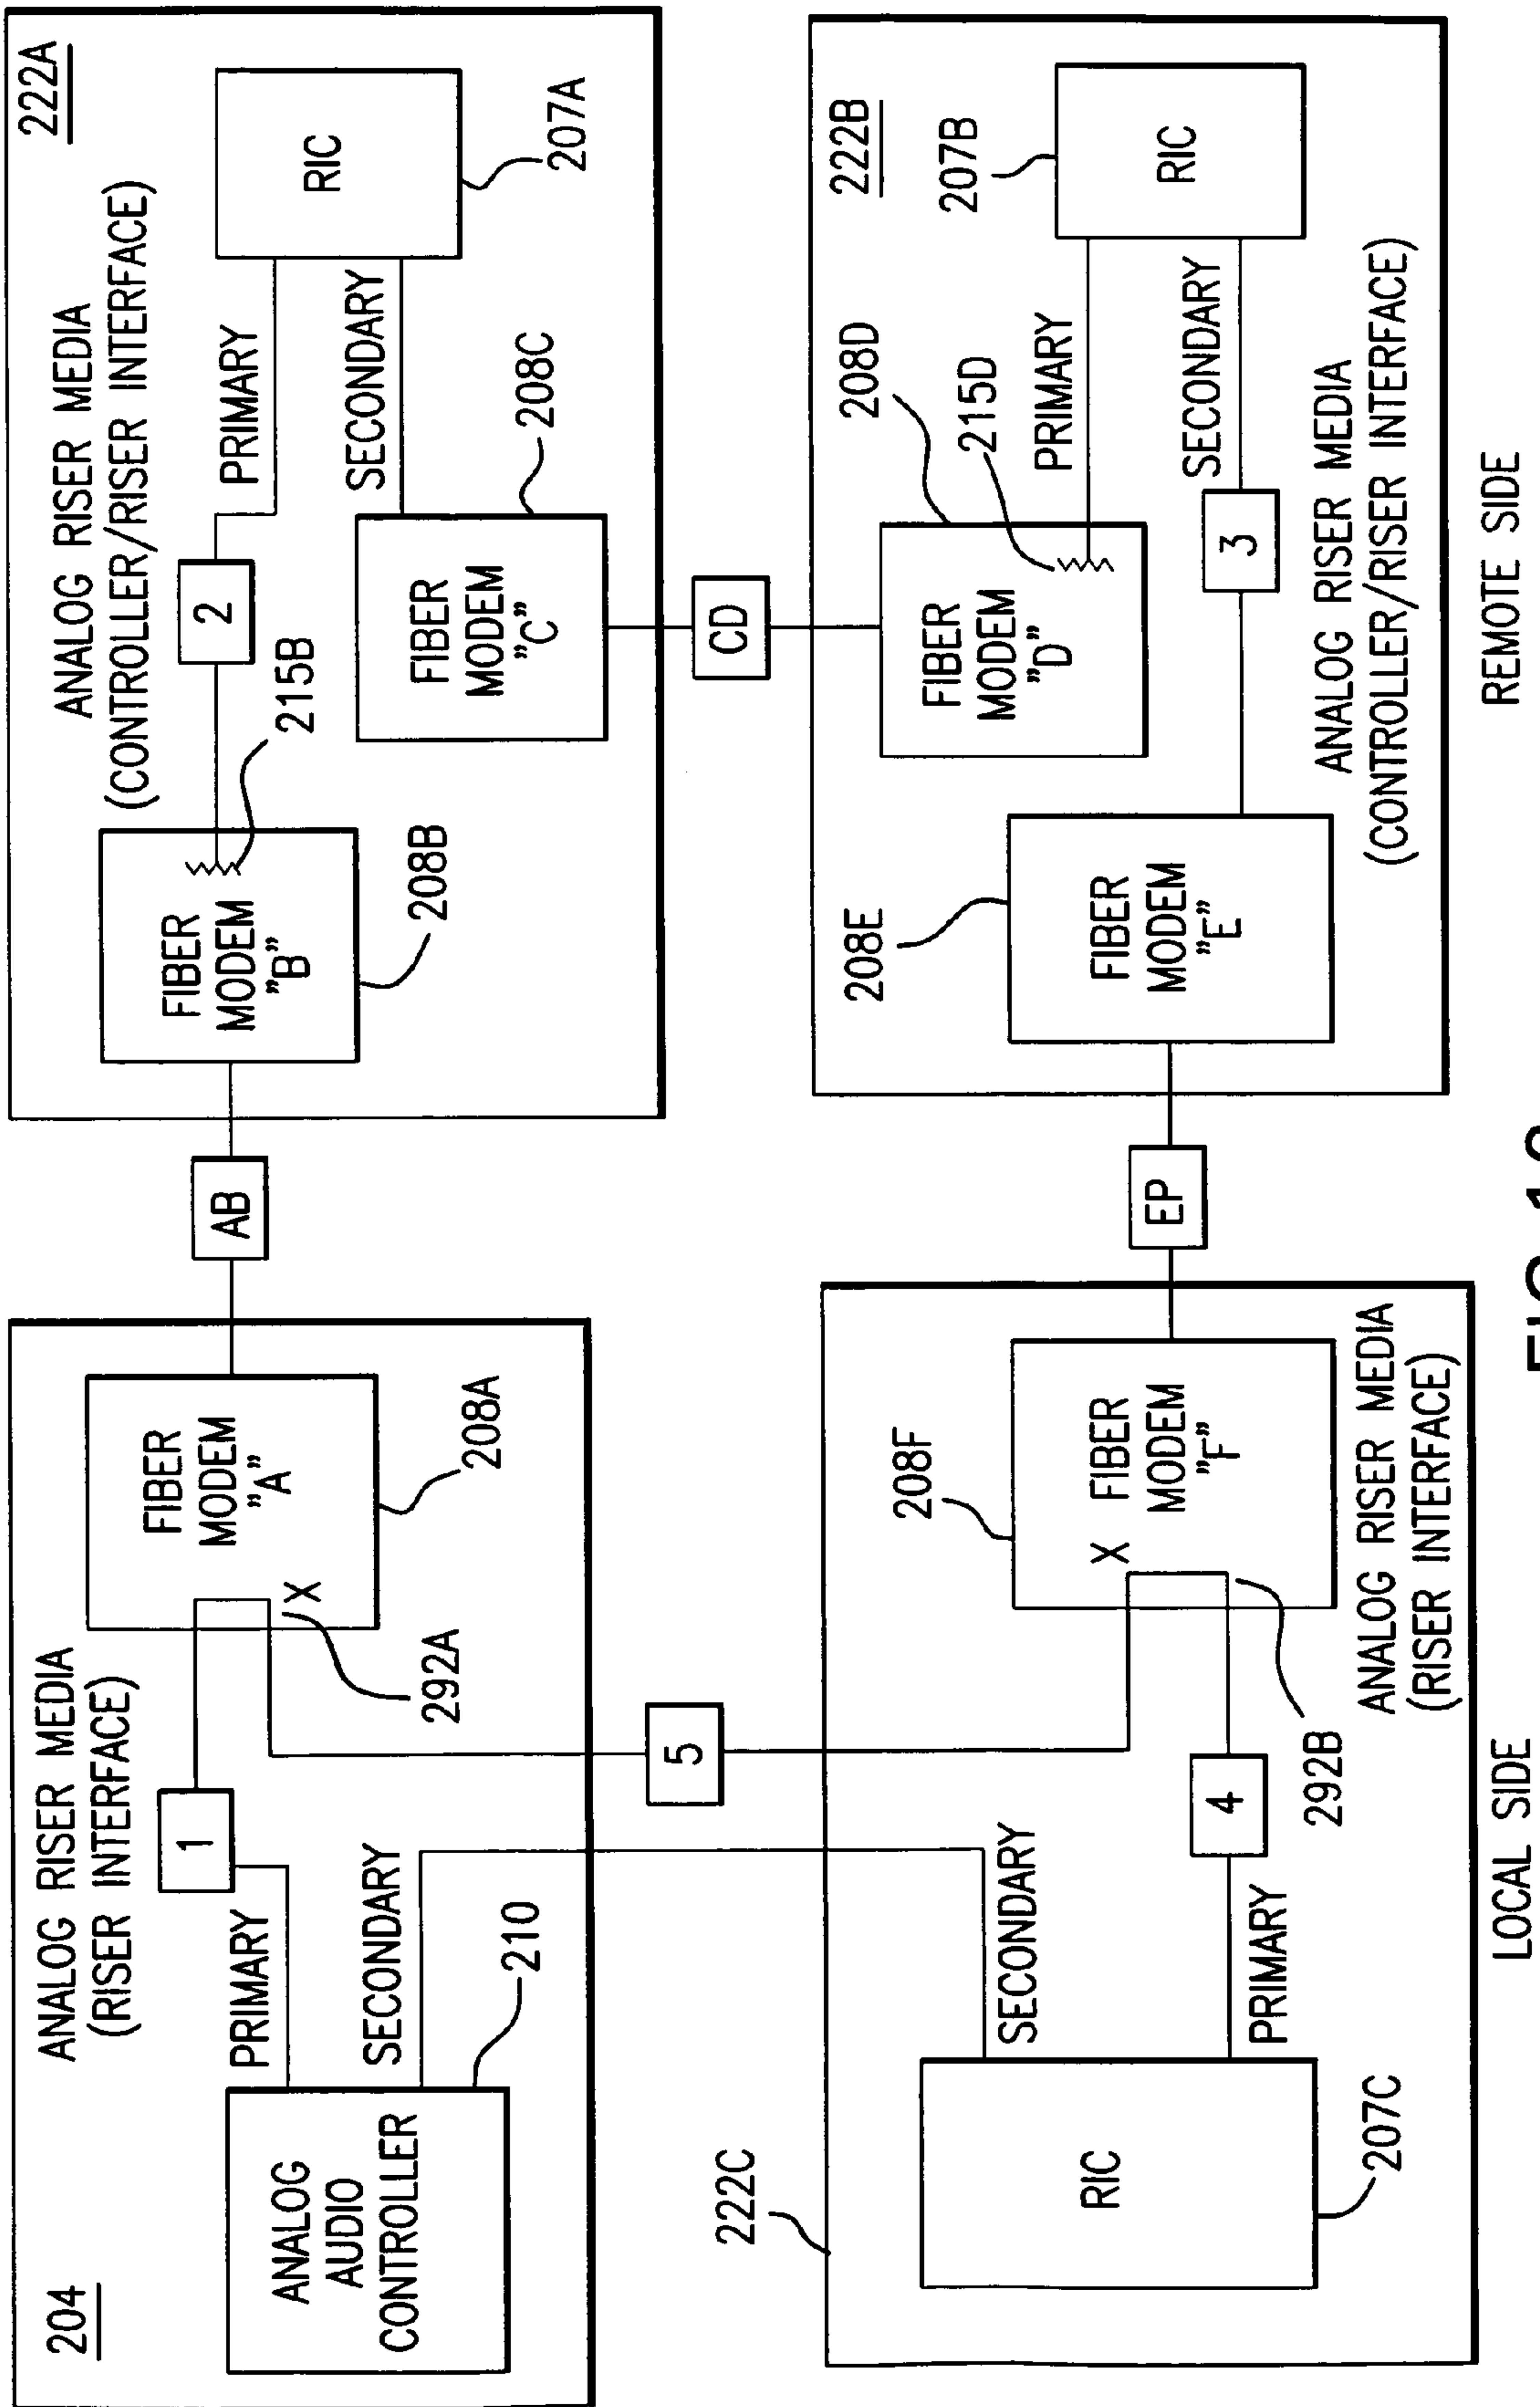 204
ANALOG RISER MEDIA
(RISER INTERFACE)
ANALOG
AUDIO
CONTROLLER
210
PRIMARY
SECONDARY
1
292A
X
FIBER
MODEM
"A"
208A
AB
222A
ANALOG RISER MEDIA
(CONTROLLER/RISER INTERFACE)
FIBER
MODEM
"B"
208B
215B
2
PRIMARY
SECONDARY
FIBER
MODEM
"C"
208C
RIC
207A
5
CD
222C
RIC
207C
SECONDARY
PRIMARY
4
292B
X
208F
FIBER
MODEM
"F"
ANALOG RISER MEDIA
(RISER INTERFACE)
EP
222B
208E
FIBER
MODEM
"E"
208D
215D
FIBER
MODEM
"D"
PRIMARY
SECONDARY
3
207B
RIC
ANALOG RISER MEDIA
(CONTROLLER/RISER INTERFACE)
LOCAL SIDE
REMOTE SIDE